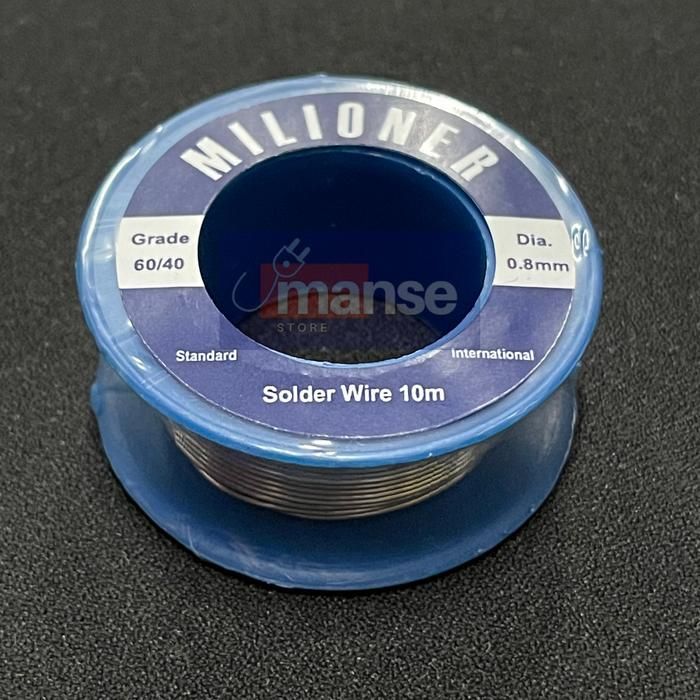 MILIONER
Grade
60/40
Dia.
0.8mm
manse
STORE
Standard
International
Solder Wire 10m